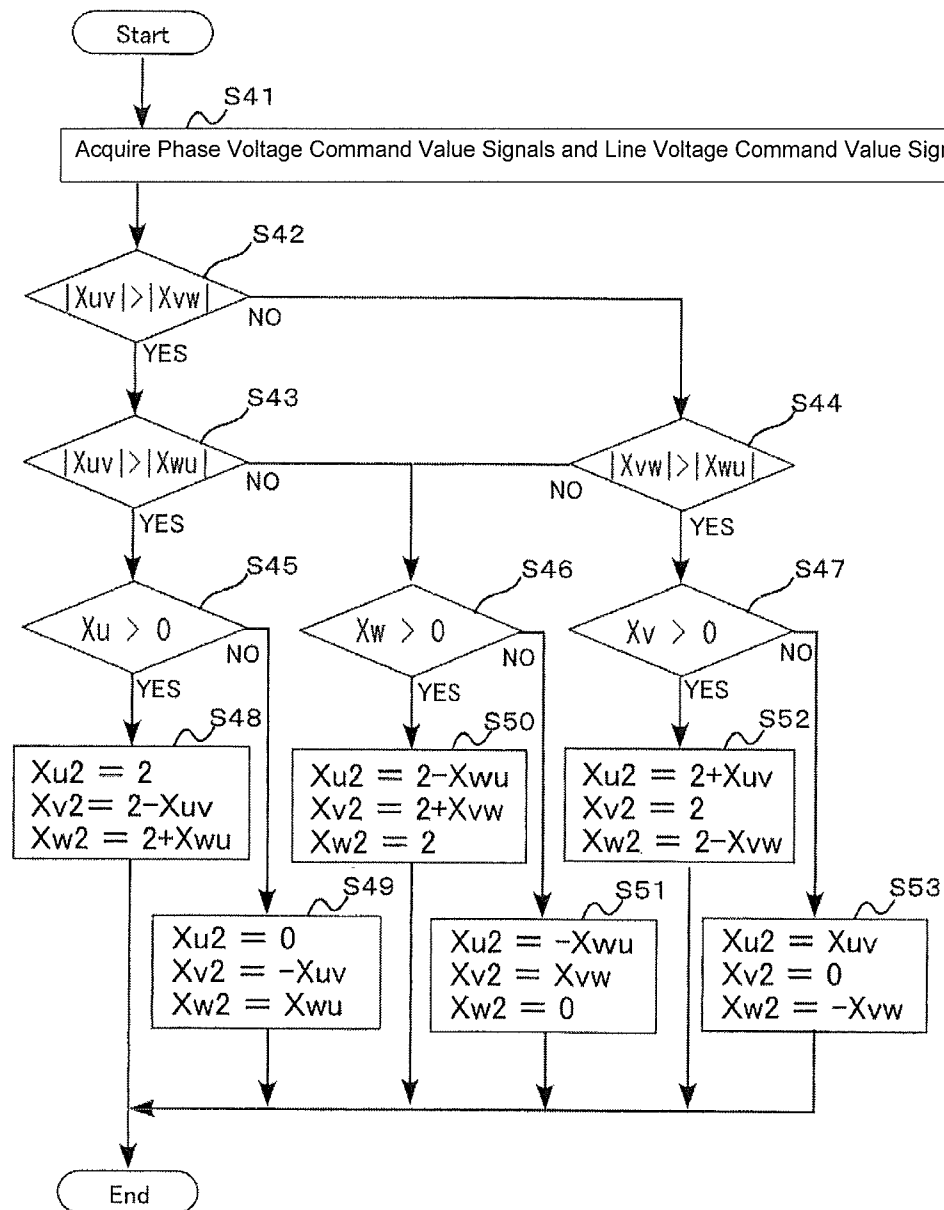 Start
S41
Acquire Phase Voltage Command Value Signals and Line Voltage Command Value Sign
S42
|Xuv|>|Xvw|
NO
YES
S43
|Xuv|>|Xwu|
NO
YES
S44
|Xvw|>|Xwu|
NO
YES
S45
Xu > 0
NO
YES
S46
Xw > 0
NO
YES
S47
Xv > 0
NO
YES
S48
Xu2 = 2
Xv2= 2-Xuv
Xw2 = 2+Xwu
S50
Xu2 = 2-Xwu
Xv2 = 2+Xvw
Xw2 = 2
S52
Xu2 = 2+Xuv
Xv2 = 2
Xw2 = 2-Xvw
S49
Xu2 = 0
Xv2 = -Xuv
Xw2 = Xwu
S51
Xu2 = -Xwu
Xv2 = Xvw
Xw2 = 0
S53
Xu2 = Xuv
Xv2 = 0
Xw2 = -Xvw
End